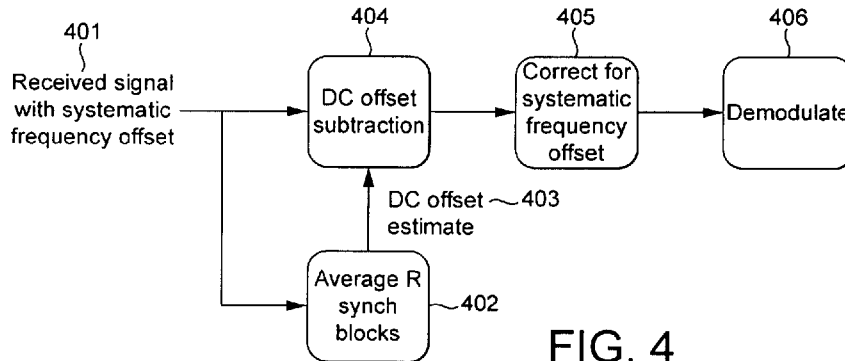 401
Received signal
with systematic
frequency offset
404
DC offset
subtraction
405
Correct for
systematic
frequency
offset
406
Demodulate
DC offset
estimate
403
Average R
synch
blocks
402
FIG. 4